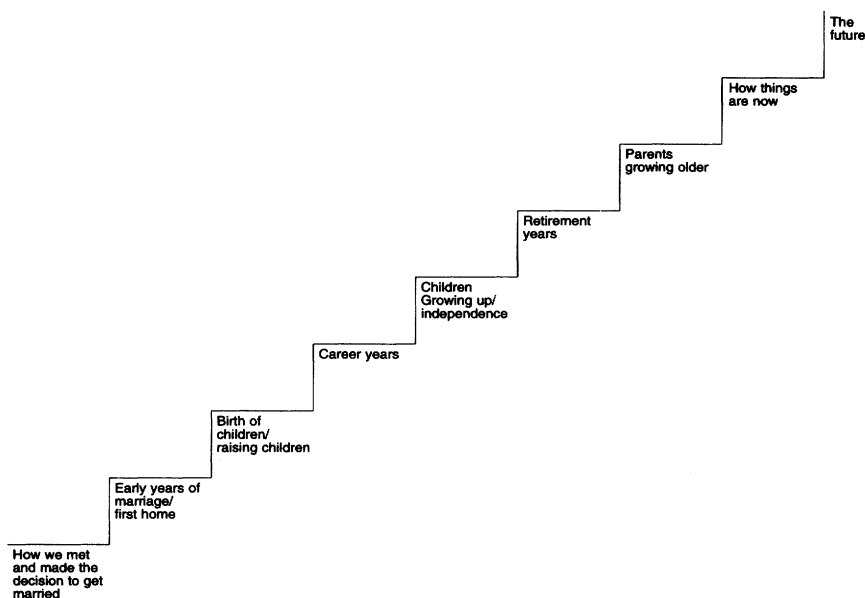 The
future
How things
are now
Parents
growing older
Retirement
years
Children
Growing up/
independence
Career years
Birth of
children/
raising children
Early years of
marriage/
first home
How we met
and made the
decision to get
married